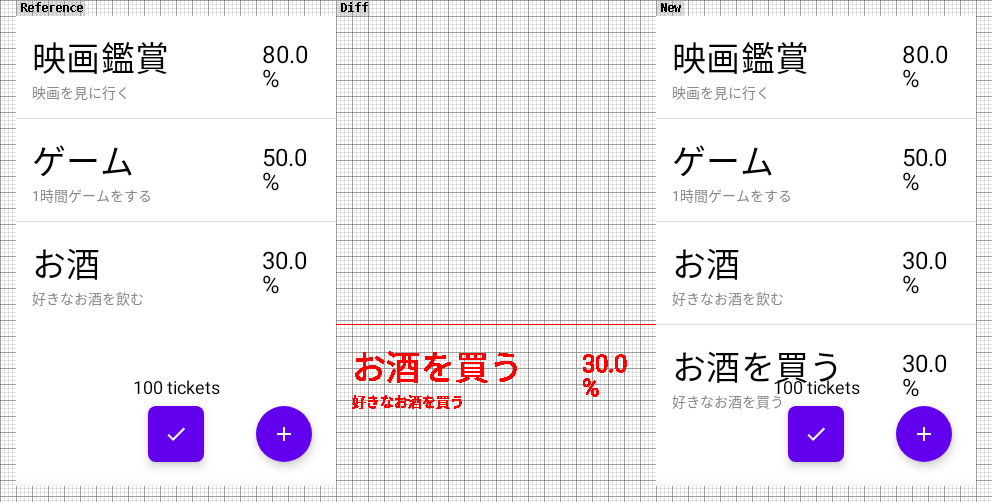 Reference
映画鑑賞
80.0
%
映画を見に行く
ゲーム
50.0
%
1時間ゲームをする
お酒
30.0
%
好きなお酒を飲む
100 tickets
Diff
お酒を買う
30.0
%
好きなお酒を買う
New
映画鑑賞
80.0
%
映画を見に行く
ゲーム
50.0
%
1時間ゲームをする
お酒
30.0
%
好きなお酒を飲む
お酒を買う
30.0
%
100 tickets
好きなお酒を買う